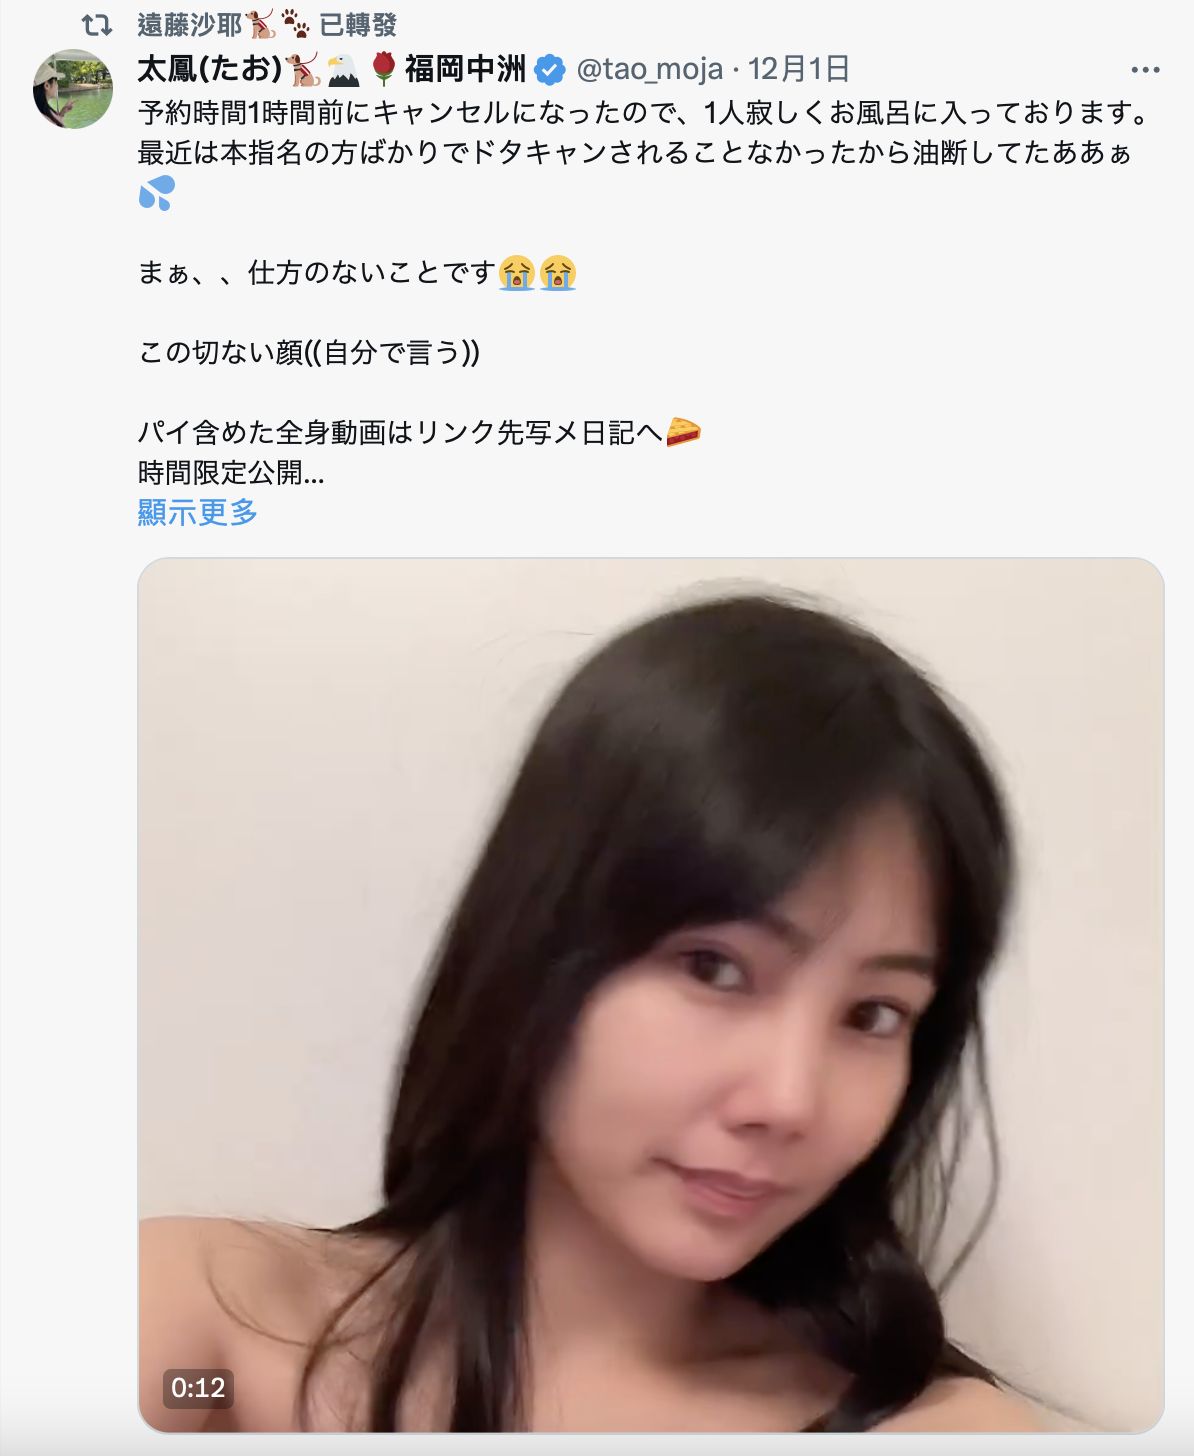 遠藤沙耶🐕‍🦺🐾 已轉發
太鳳(たお)🐕‍🦺🦅🌹福岡中洲 @tao_moja · 12月1日
予約時間1時間前にキャンセルになったので、1人寂しくお風呂に入っております。
最近は本指名の方ばかりでドタキャンされることなかったから油断してたああぁ
💦
まぁ、、仕方のないことです😭😭
この切ない顔((自分で言う))
パイ含めた全身動画はリンク先写メ日記へ🥧
時間限定公開...
顯示更多
0:12